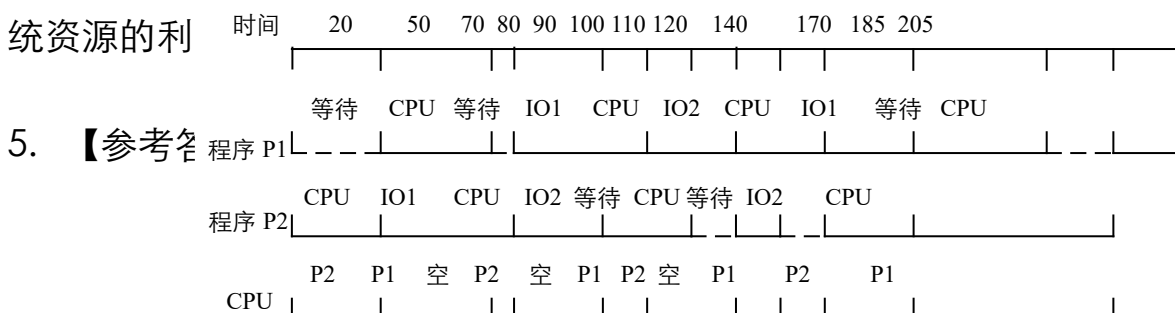 统资源的利
时间 20 50 70 80 90 100 110 120 140 170 185 205
等待 CPU 等待 IO1 CPU IO2 CPU IO1 等待 CPU
5. 【参考答
程序 P1
CPU IO1 CPU IO2 等待 CPU 等待 IO2 CPU
程序 P2
P2 P1 空 P2 空 P1 P2 空 P1 P2 P1
CPU